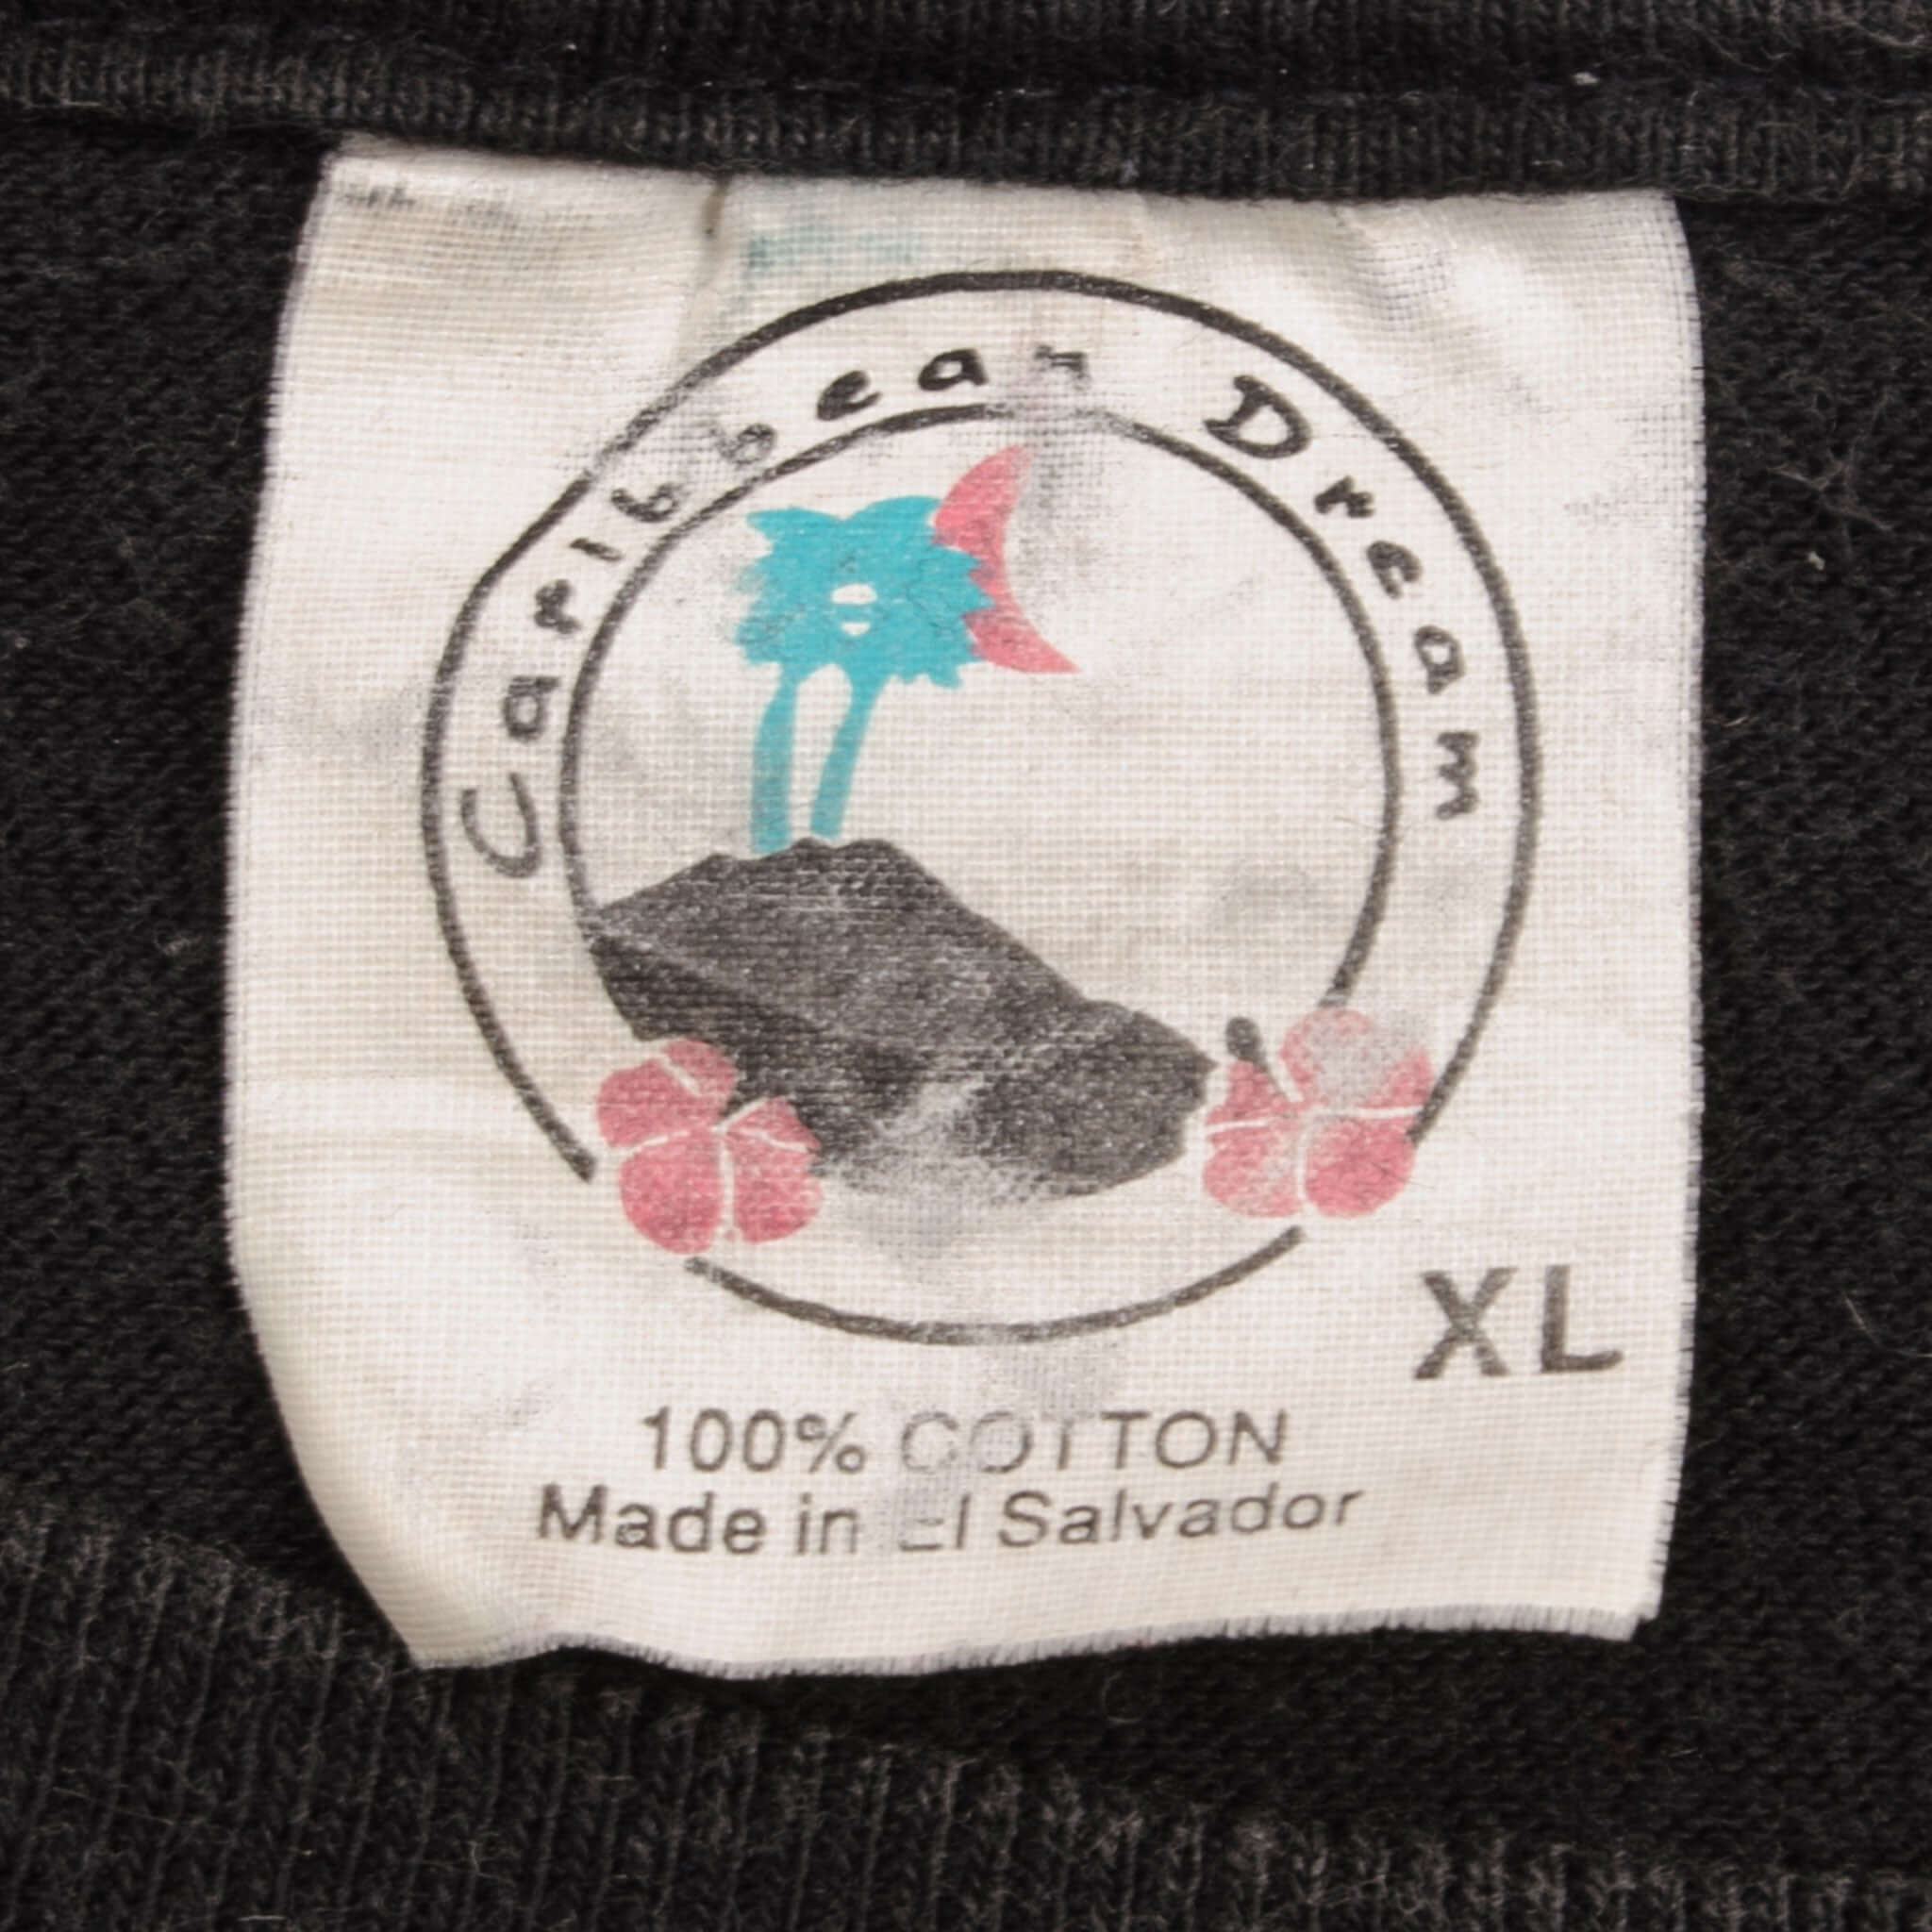 Caribbean Dream
XL
100% COTTON
Made in El Salvador